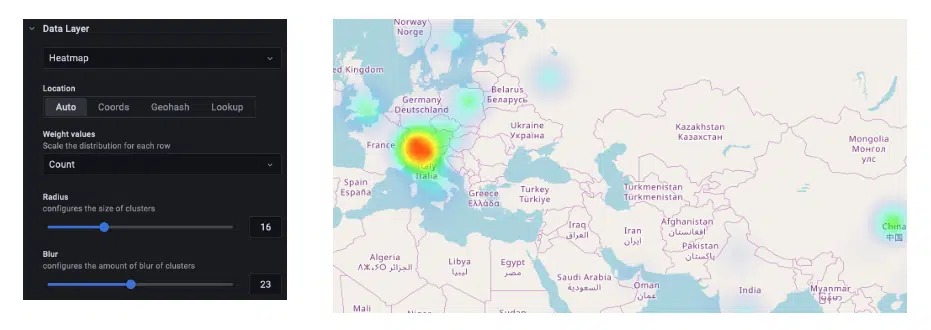 Data Layer
Heatmap
Location
Auto Coords Geohash Lookup
Weight values
Scale the distribution for each row
Count
Radius
configures the size of clusters
16
Blur
configures the amount of blur of clusters
23
Norway
Norge
ed Kingdom
Belarus
Беларусь
Germany
Deutschland
Ukraine
Україна
France
Italy
Italia
Kazakhstan
Казахстан
Mongolia
Монгол
улс
Spain
España
Greece
Ελλάς
Turkey
Türkiye
Turkmenistan
Türkmenistan
China
中国
Iraq
العراق
Iran
ایران
Afghanistan
افغانستان
Pakistan
پاکستان
Algeria
الجزائر
Libya
ليبيا
Egypt
مصر
Saudi Arabia
السعودية
Oman
عمان
India
Myanmar
Mali
Niger
Sudan